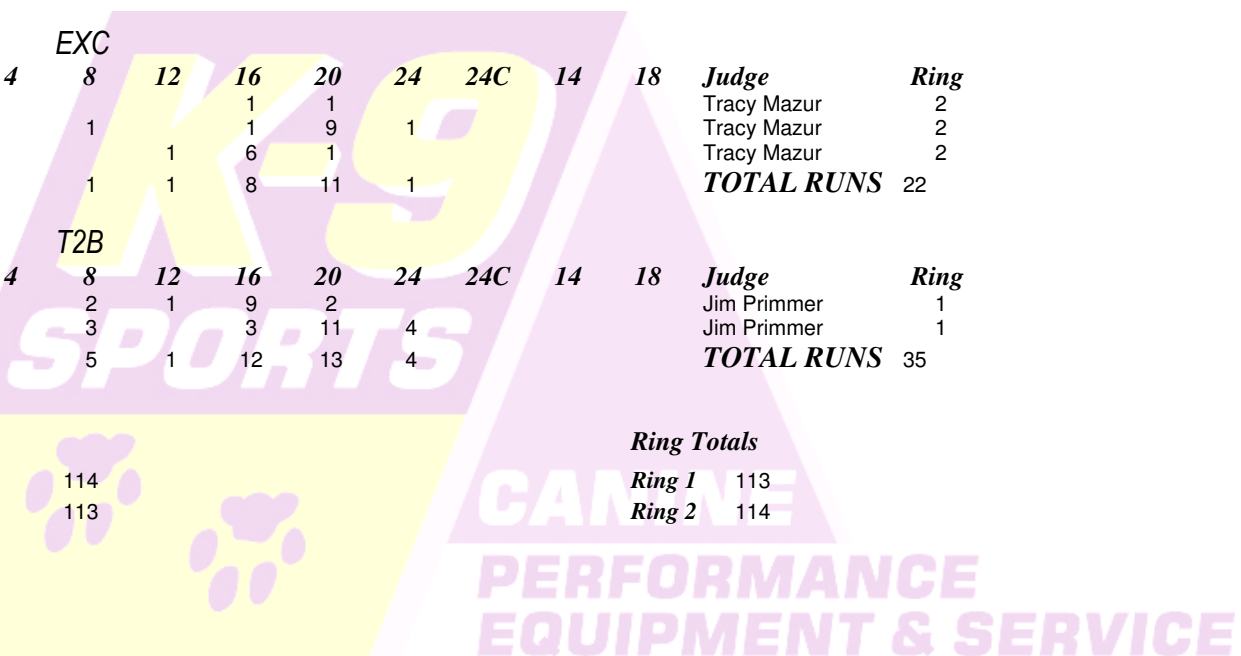 EXC
4 8 12 16 20 24 24C 14 18 Judge Ring
1 1 Tracy Mazur 2
1 1 9 1 Tracy Mazur 2
1 6 1 Tracy Mazur 2
1 1 8 11 1 TOTAL RUNS 22
T2B
4 8 12 16 20 24 24C 14 18 Judge Ring
2 1 9 2 Jim Primmer 1
3 3 11 4 Jim Primmer 1
5 1 12 13 4 TOTAL RUNS 35
Ring Totals
114 Ring 1 113
113 Ring 2 114
K-9
SPORTS
CANINE
PERFORMANCE
EQUIPMENT & SERVICE